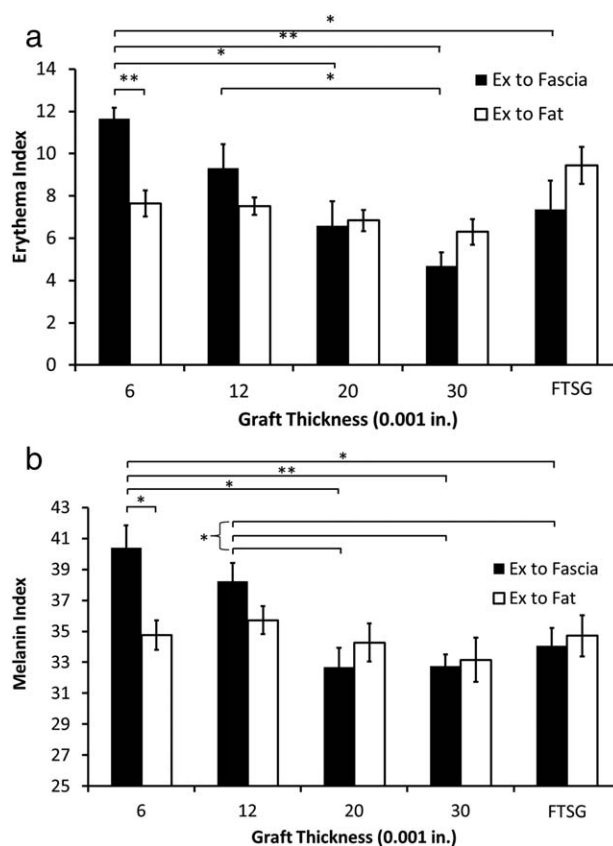 a
*
**
*
** *
14
12
10
8
6
4
2
0
Erythema Index
Ex to Fascia
Ex to Fat
6 12 20 30 FTSG
Graft Thickness (0.001 in.)
b
*
**
*
*
*
43
41
39
37
35
33
31
29
27
25
Melanin Index
Ex to Fascia
Ex to Fat
6 12 20 30 FTSG
Graft Thickness (0.001 in.)